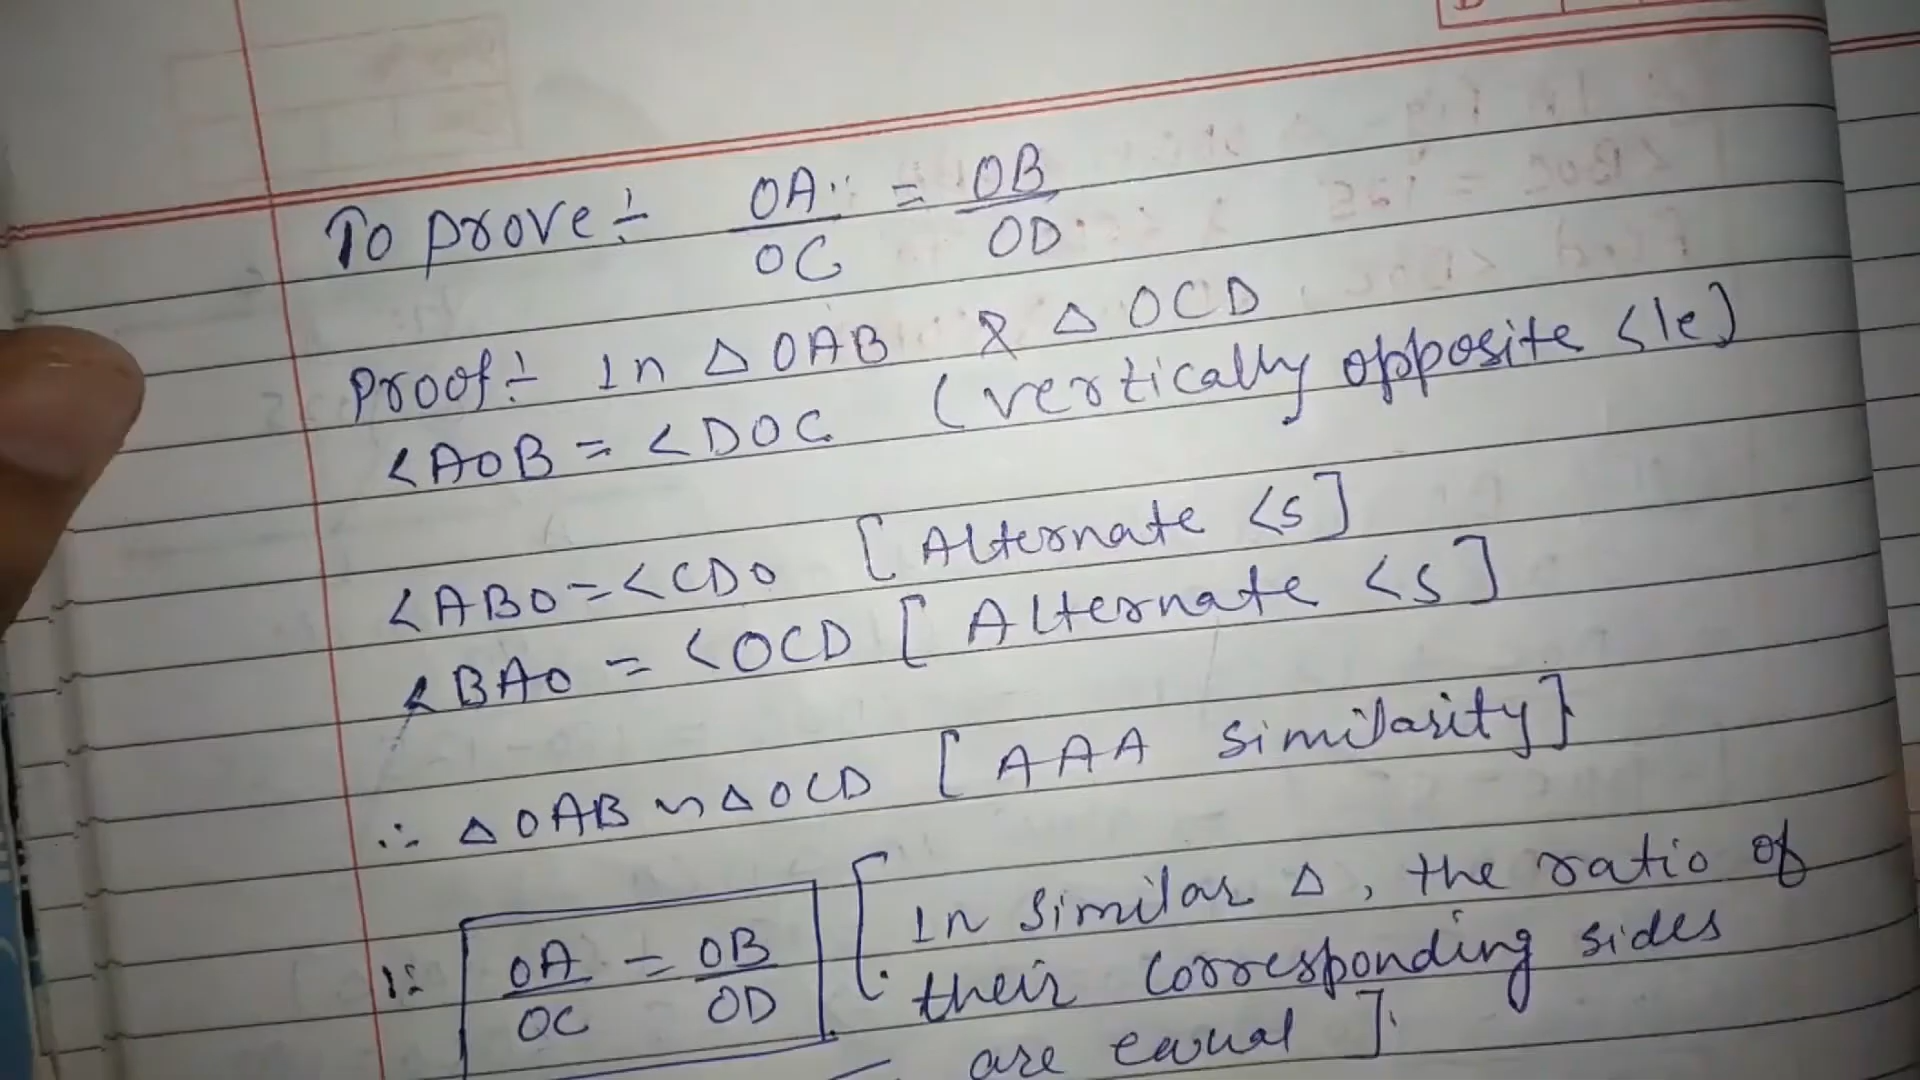 To prove ÷ OA/OC = OB/OD
Proof ÷ In △ OAB & △ OCD
<AOB = <DOC (vertically opposite <le)
<ABO = <CDO [Alternate <s]
<BAO = <OCD [Alternate <s]
∴ △OAB ~ △OCD [AAA similarity]
∴ OA/OC = OB/OD [In similar △, the ratio of
their corresponding sides
are equal].